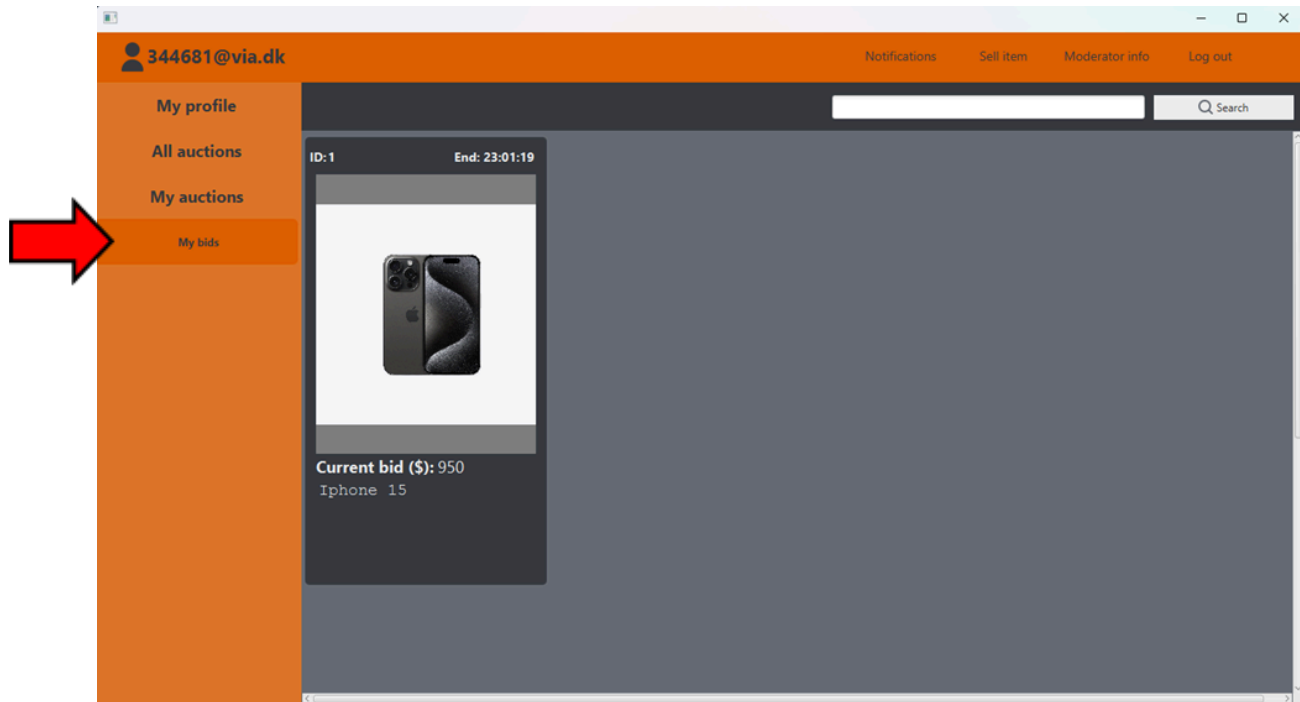 344681@via.dk Notifications Sell item Moderator info Log out
My profile
Search
All auctions
My auctions
My bids
ID:1 End: 23:01:19
Current bid ($): 950
Iphone 15